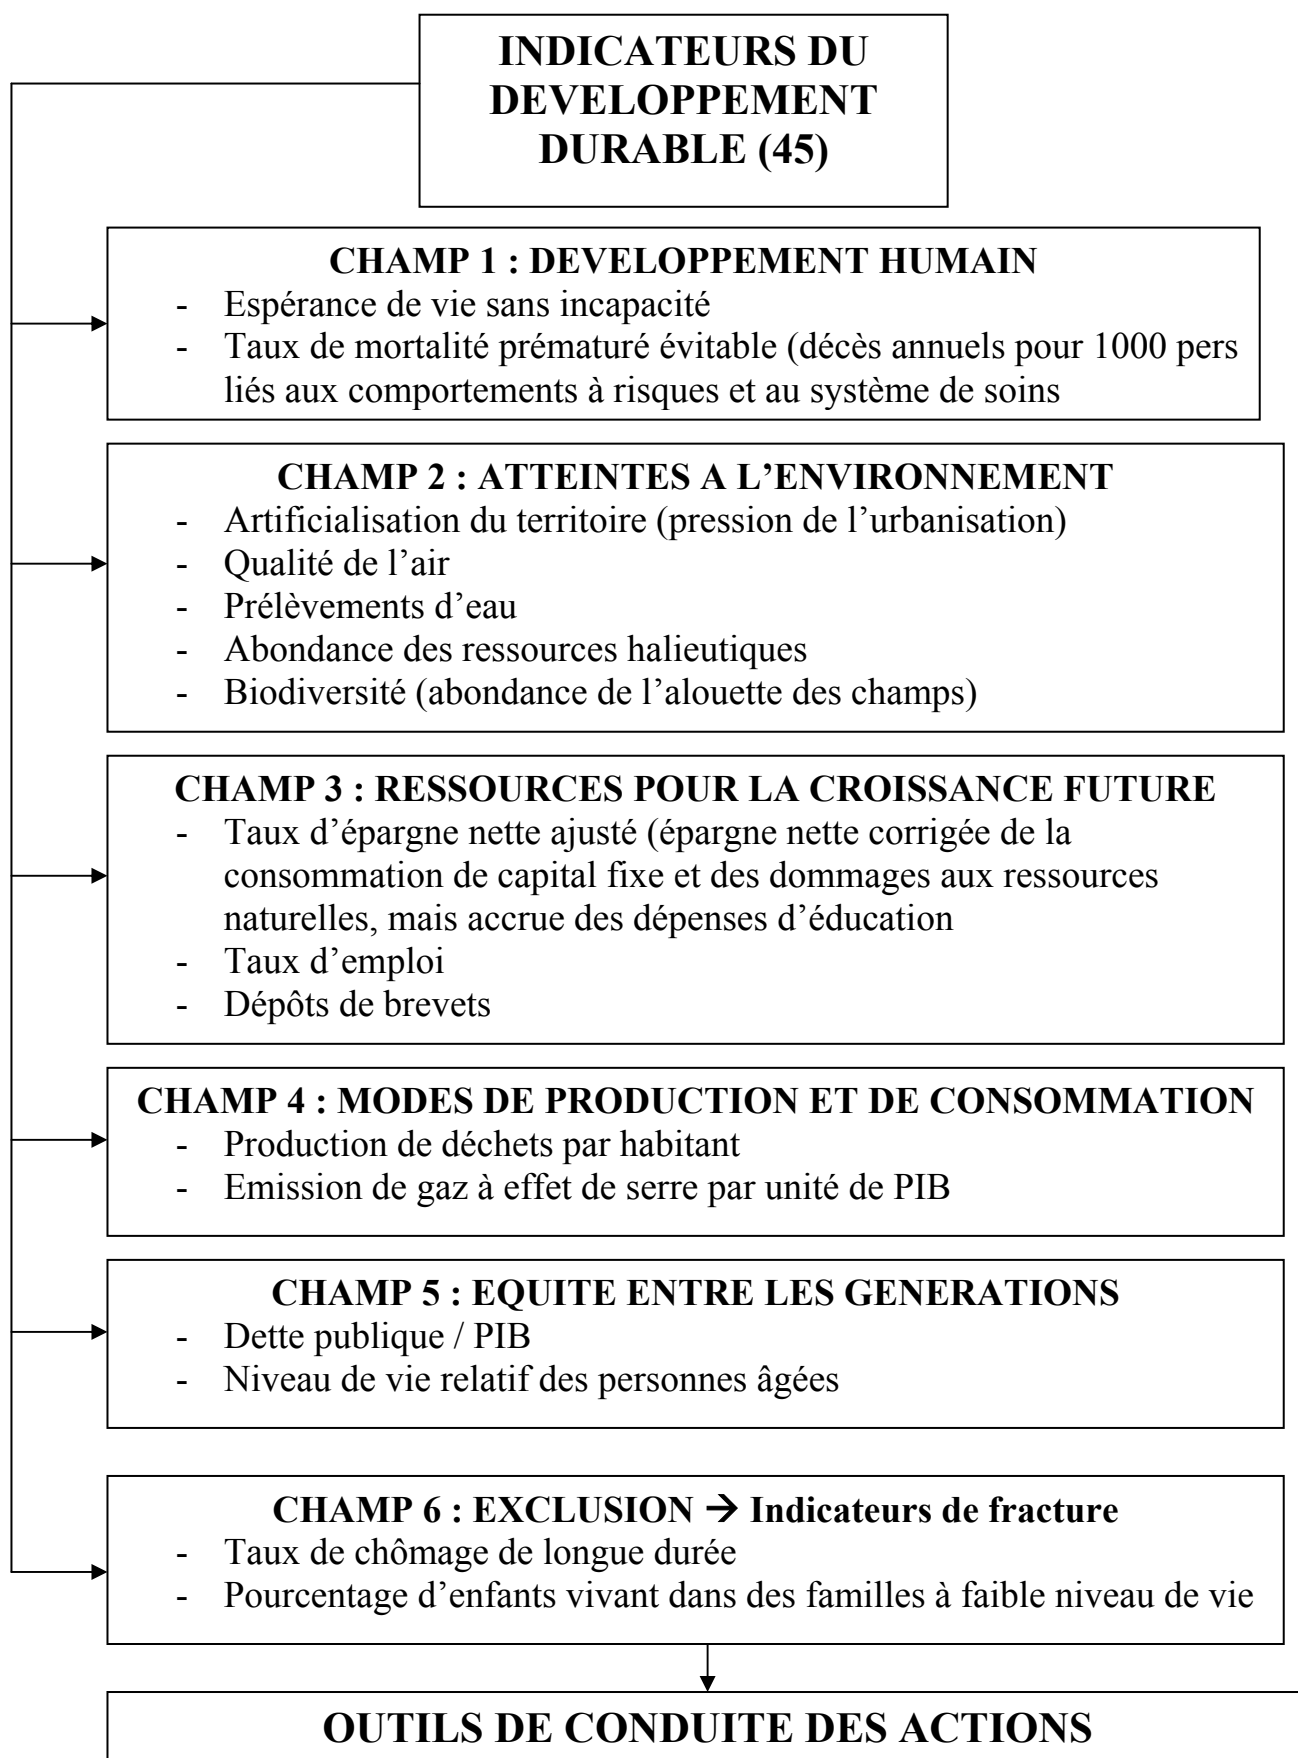 INDICATEURS DU
DEVELOPPEMENT
DURABLE (45)
CHAMP 1 : DEVELOPPEMENT HUMAIN
- Espérance de vie sans incapacité
- Taux de mortalité prématuré évitable (décès annuels pour 1000 pers
liés aux comportements à risques et au système de soins
CHAMP 2 : ATTEINTES A L’ENVIRONNEMENT
- Artificialisation du territoire (pression de l’urbanisation)
- Qualité de l’air
- Prélèvements d’eau
- Abondance des ressources halieutiques
- Biodiversité (abondance de l’alouette des champs)
CHAMP 3 : RESSOURCES POUR LA CROISSANCE FUTURE
- Taux d’épargne nette ajusté (épargne nette corrigée de la
consommation de capital fixe et des dommages aux ressources
naturelles, mais accrue des dépenses d’éducation
- Taux d’emploi
- Dépôts de brevets
CHAMP 4 : MODES DE PRODUCTION ET DE CONSOMMATION
- Production de déchets par habitant
- Emission de gaz à effet de serre par unité de PIB
CHAMP 5 : EQUITE ENTRE LES GENERATIONS
- Dette publique / PIB
- Niveau de vie relatif des personnes âgées
CHAMP 6 : EXCLUSION → Indicateurs de fracture
- Taux de chômage de longue durée
- Pourcentage d’enfants vivant dans des familles à faible niveau de vie
OUTILS DE CONDUITE DES ACTIONS